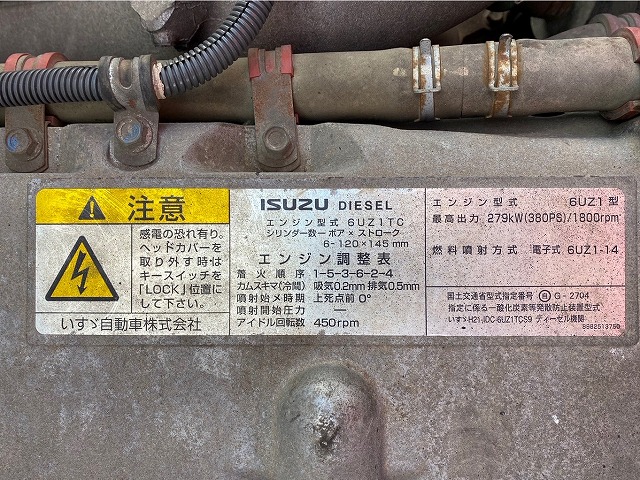 注意
感電の恐れ有り。
ヘッドカバーを
取り外す時は
キースイッチを
「LOCK」位置に
して下さい。
いすゞ自動車株式会社
ISUZU DIESEL
エンジン型式 6UZ1TC
シリンダー数ー ボア × ストローク
6-120×145 mm
エンジン調整表
着火順序 1-5-3-6-2-4
カムスキマ(冷間) 吸気0.2mm 排気0.5mm
噴射始メ時期 上死点前 0°
噴射開始圧力 —
アイドル回転数 450rpm
エンジン型式 6UZ1型
最高出力 279kW(380PS)/1800rpm
燃料噴射方式 電子式 6UZ1-14
国土交通省型式指定番号 G-2704
指定に係る一酸化炭素等発散防止装置型式
いすゞH21-IDC-6UZ1TCS9 ディーゼル機関